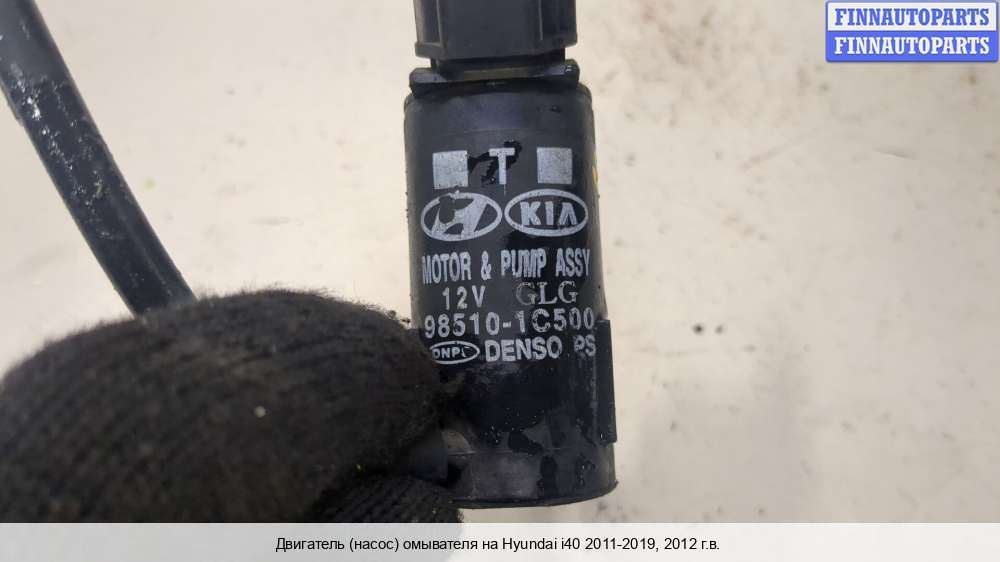 FINNAUTOPARTS
FINNAUTOPARTS
T
KIA
MOTOR & PUMP ASSY
12V GLG
98510-1C500
DENSO PS
Двигатель (насос) омывателя на Hyundai i40 2011-2019, 2012 г.в.